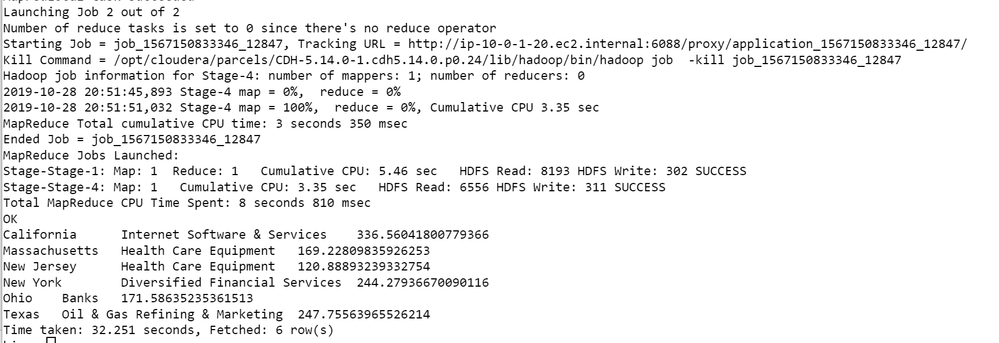 Launching Job 2 out of 2
Number of reduce tasks is set to 0 since there's no reduce operator
Starting Job = job_1567150833346_12847, Tracking URL = http://ip-10-0-1-20.ec2.internal:6088/proxy/application_1567150833346_12847/
Kill Command = /opt/cloudera/parcels/CDH-5.14.0-1.cdh5.14.0.p0.24/lib/hadoop/bin/hadoop job  -kill job_1567150833346_12847
Hadoop job information for Stage-4: number of mappers: 1; number of reducers: 0
2019-10-28 20:51:45,893 Stage-4 map = 0%,  reduce = 0%
2019-10-28 20:51:51,032 Stage-4 map = 100%,  reduce = 0%, Cumulative CPU 3.35 sec
MapReduce Total cumulative CPU time: 3 seconds 350 msec
Ended Job = job_1567150833346_12847
MapReduce Jobs Launched:
Stage-Stage-1: Map: 1  Reduce: 1   Cumulative CPU: 5.46 sec   HDFS Read: 8193 HDFS Write: 302 SUCCESS
Stage-Stage-4: Map: 1   Cumulative CPU: 3.35 sec   HDFS Read: 6556 HDFS Write: 311 SUCCESS
Total MapReduce CPU Time Spent: 8 seconds 810 msec
OK
California      Internet Software & Services    336.56041800779366
Massachusetts   Health Care Equipment   169.22809835926253
New Jersey      Health Care Equipment   120.88893239332754
New York        Diversified Financial Services  244.27936670090116
Ohio    Banks   171.58635235361513
Texas   Oil & Gas Refining & Marketing  247.75563965526214
Time taken: 32.251 seconds, Fetched: 6 row(s)